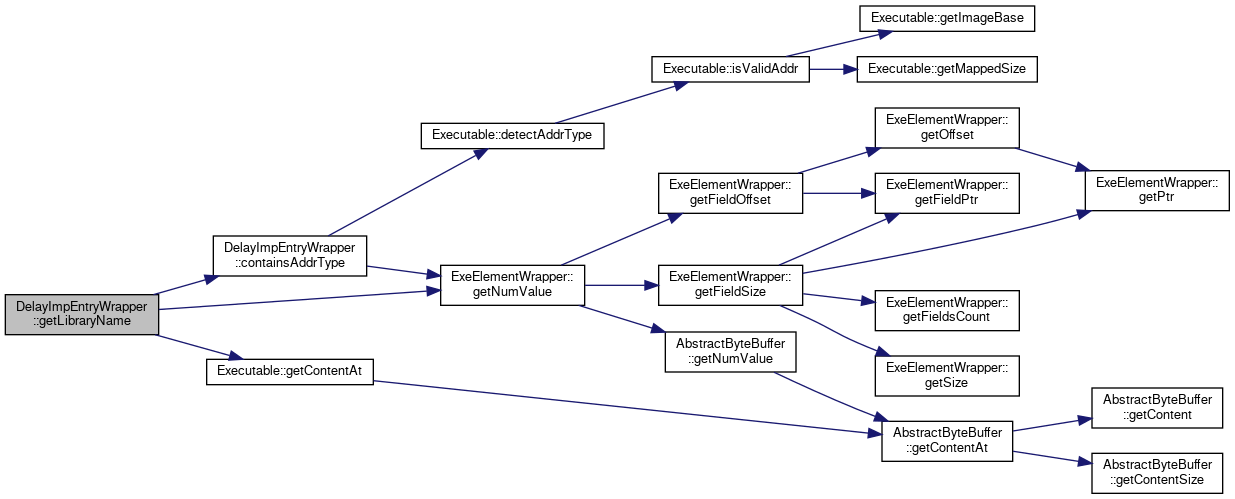 DelayImpEntryWrapper
::getLibraryName
DelayImpEntryWrapper
::containsAddrType
Executable::getContentAt
Executable::detectAddrType
ExeElementWrapper::
getNumValue
Executable::isValidAddr
ExeElementWrapper::
getFieldOffset
ExeElementWrapper::
getFieldSize
AbstractByteBuffer
::getNumValue
Executable::getImageBase
Executable::getMappedSize
ExeElementWrapper::
getOffset
ExeElementWrapper::
getFieldPtr
ExeElementWrapper::
getFieldsCount
ExeElementWrapper::
getSize
AbstractByteBuffer
::getContentAt
ExeElementWrapper::
getPtr
AbstractByteBuffer
::getContent
AbstractByteBuffer
::getContentSize